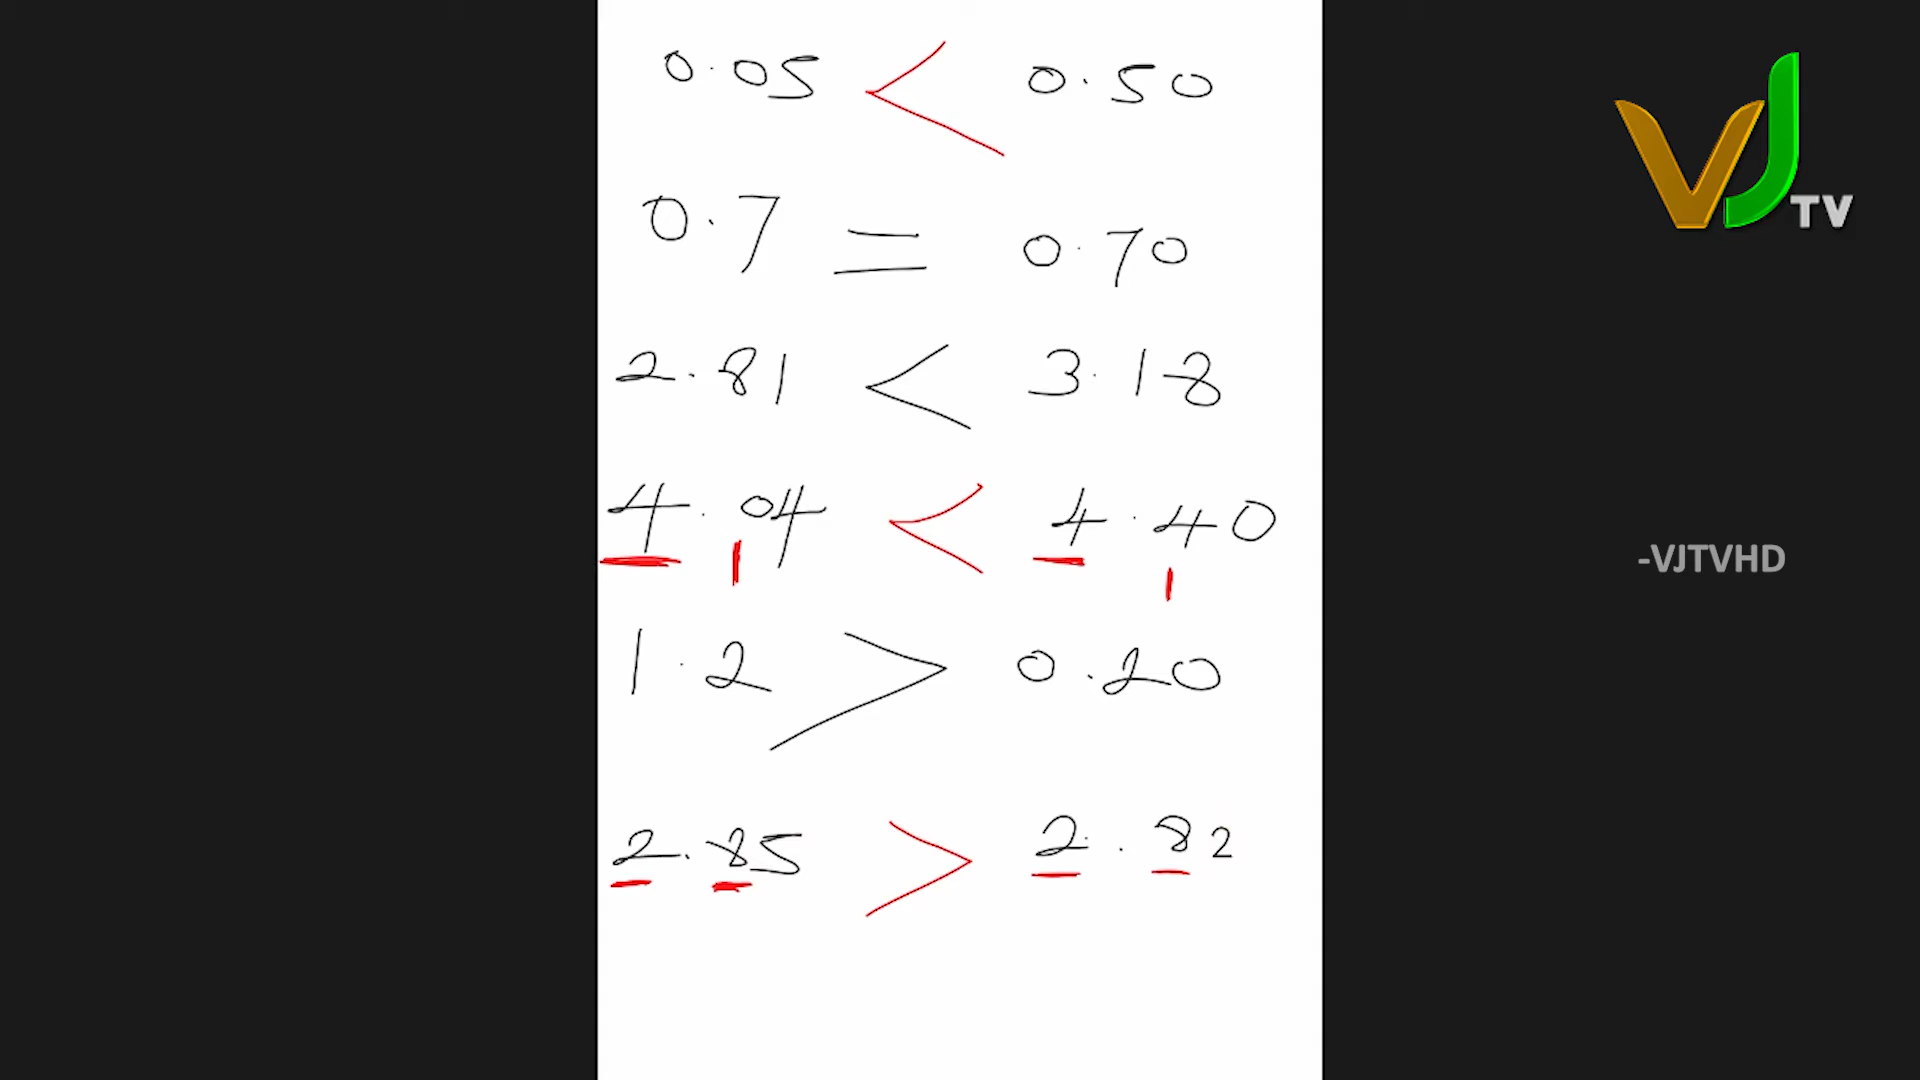 0.05 < 0.50
0.7 = 0.70
2.81 < 3.18
4.04 < 4.40
1.2 > 0.20
2.85 > 2.82
VJ TV
-VJTVHD